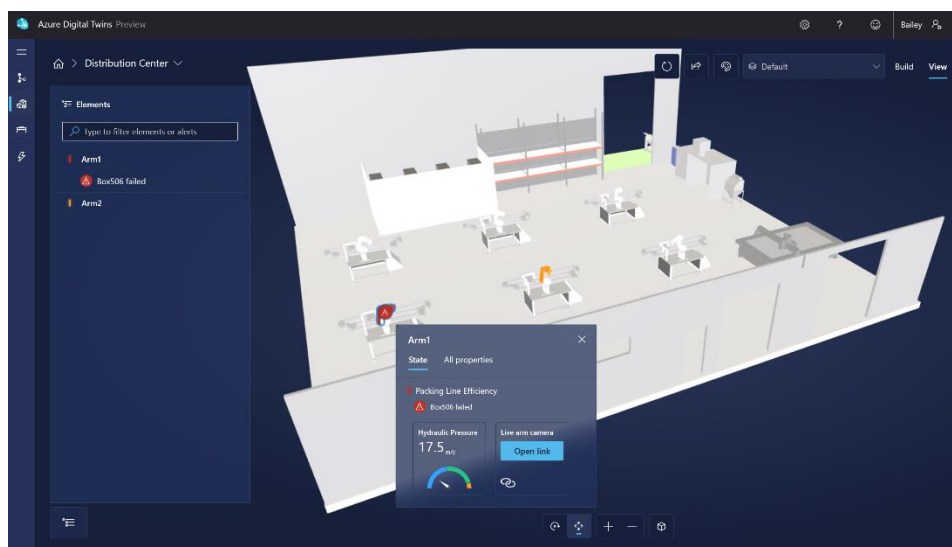 Azure Digital Twins Preview
? Bailey
Distribution Center
Default
Build View
Elements
Type to filter elements or alerts
Arm1
Box506 failed
Arm2
Arm1
State All properties
Packing Line Efficiency
Box506 failed
Hydraulic Pressure
17.5 m/s
Live arm camera
Open link